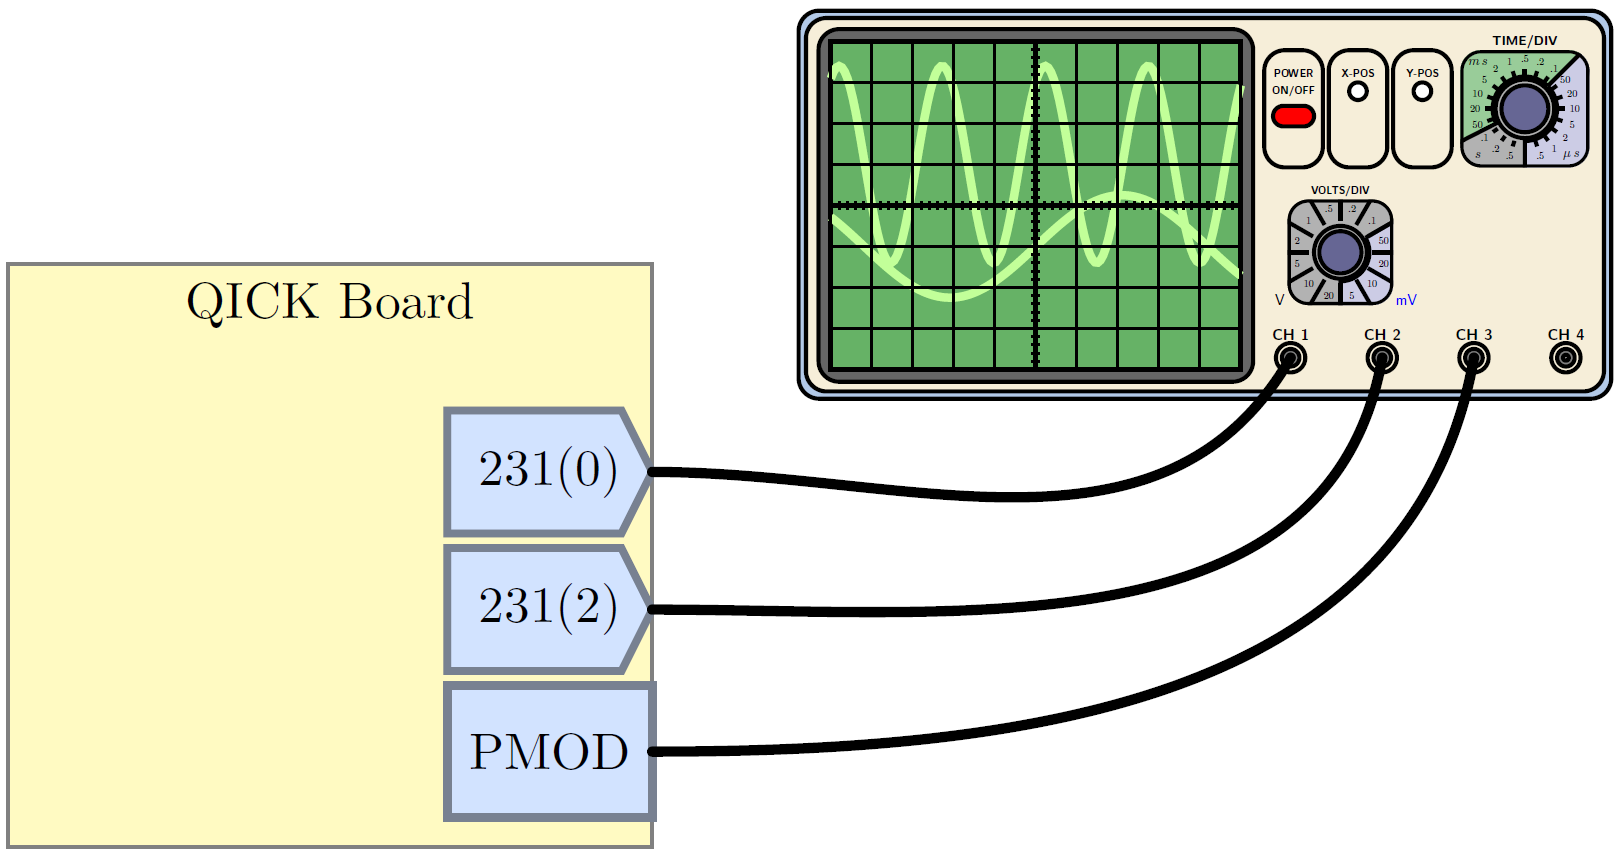 TIME/DIV
POWER
ON/OFF
X-POS
Y-POS
m s
2
1
.5
.2
.1
50
20
10
5
2
1
.5
μ s
.5
.2
.1
s
50
20
10
5
VOLTS/DIV
1
.5
.2
.1
50
20
10
5
20
10
5
2
V
mV
CH 1
CH 2
CH 3
CH 4
QICK Board
231(0)
231(2)
PMOD